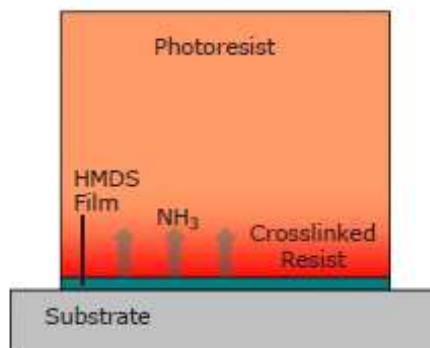 Photoresist
HMDS
Film
NH₃
Crosslinked
Resist
Substrate